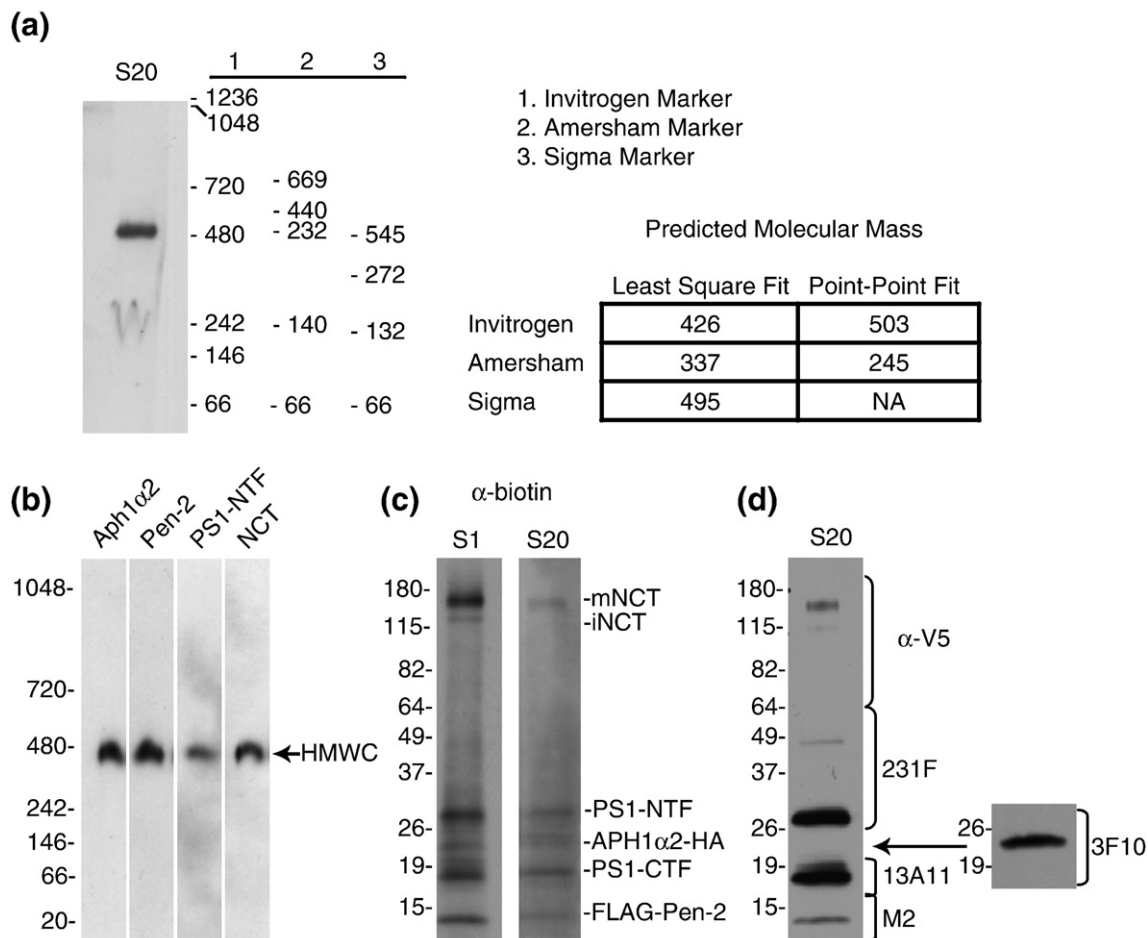 (a)
S20
1 2 3
- 1236
1048
- 720
- 480
- 242
- 146
- 66
- 669
- 440
- 232
- 140
- 66
- 545
- 272
- 132
- 66
1. Invitrogen Marker
2. Amersham Marker
3. Sigma Marker
Predicted Molecular Mass
Least Square Fit Point-Point Fit
Invitrogen 426 503
Amersham 337 245
Sigma 495 NA
(b)
Aph1α2
Pen-2
PS1-NTF
NCT
1048-
720-
480-
242-
146-
66-
20-
HMWC
(c)
α-biotin
S1 S20
180-
115-
82-
64-
49-
37-
26-
19-
15-
-mNCT
-iNCT
-PS1-NTF
-APH1α2-HA
-PS1-CTF
-FLAG-Pen-2
(d)
S20
180-
115-
82-
64-
49-
37-
26-
19-
15-
α-V5
231F
13A11
M2
26-
19-
3F10